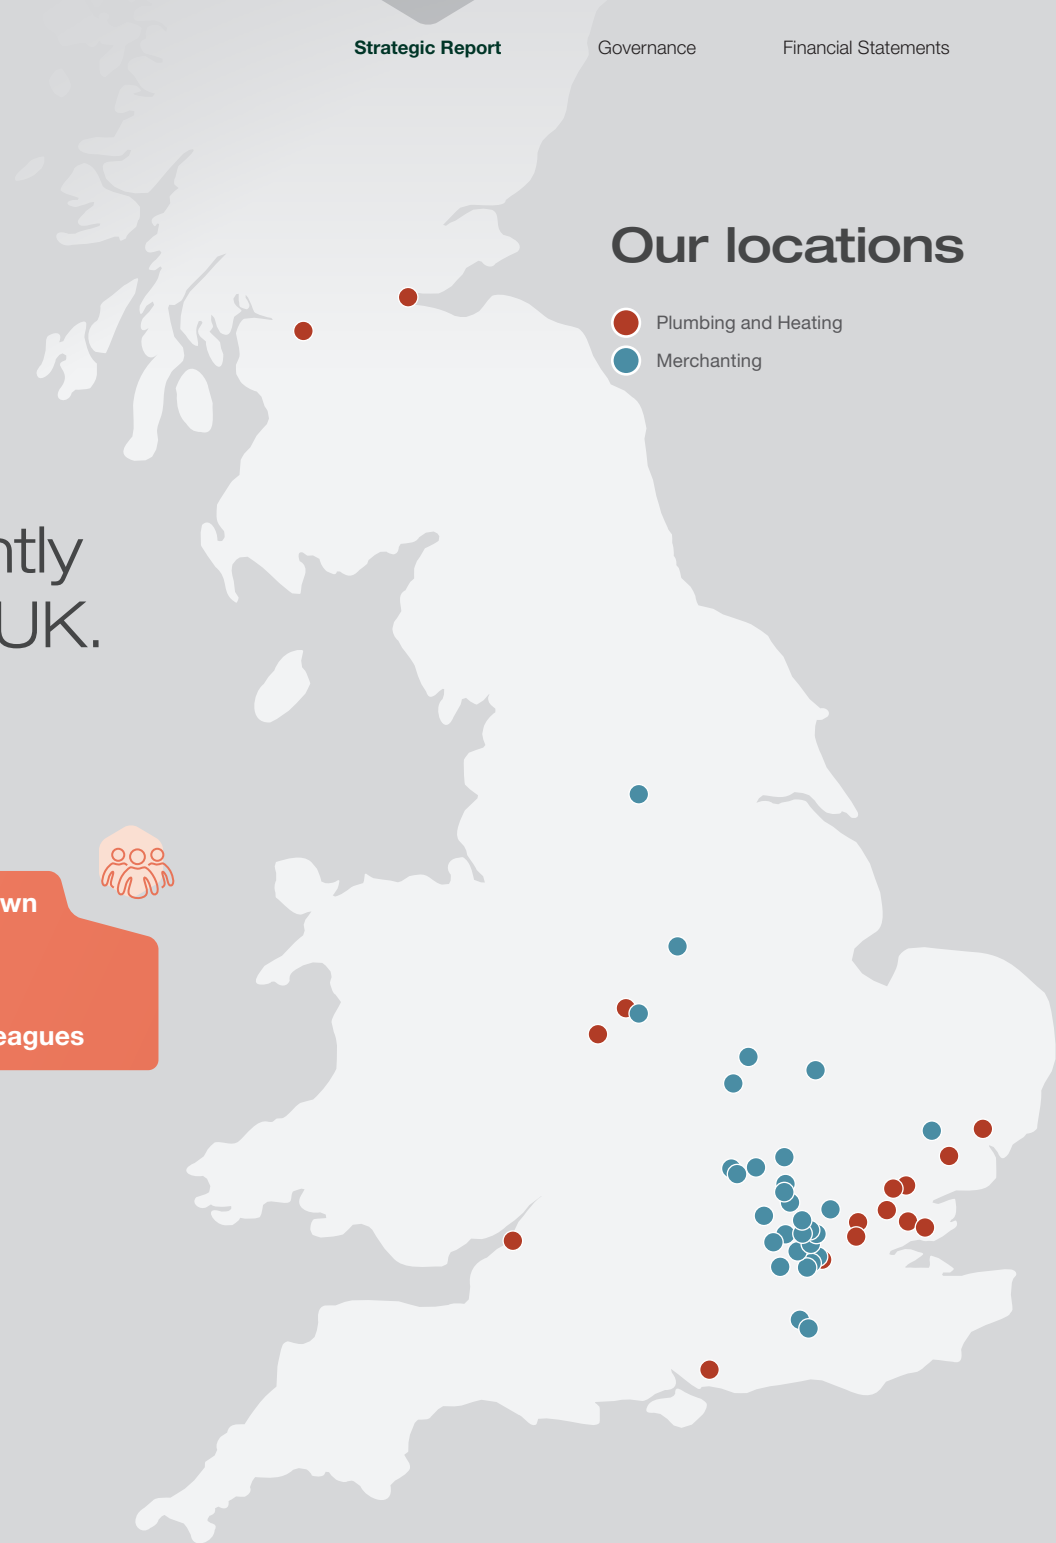 Strategic Report Governance Financial Statements
Our locations
Plumbing and Heating
Merchanting
ntly
UK.
wn
eagues